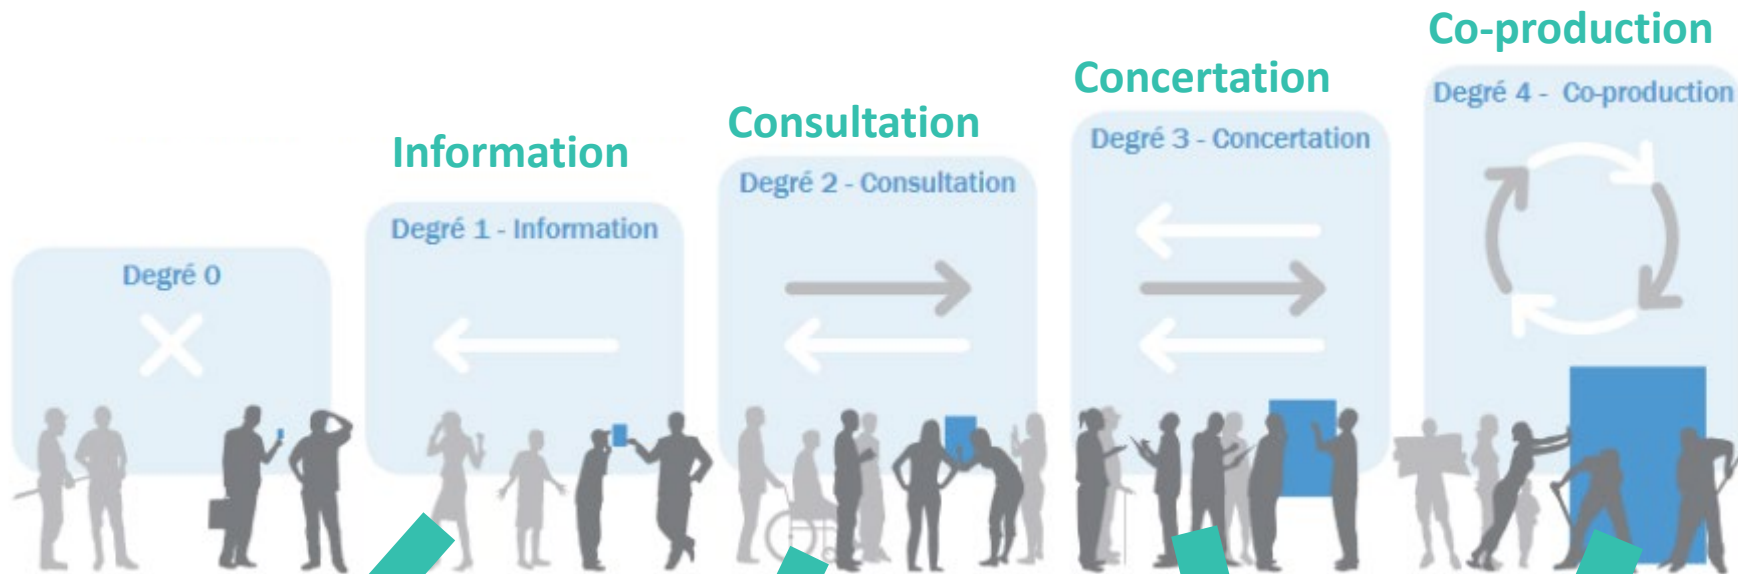 Information
Consultation
Concertation
Co-production
Degré 0
Degré 1 - Information
Degré 2 - Consultation
Degré 3 - Concertation
Degré 4 - Co-production